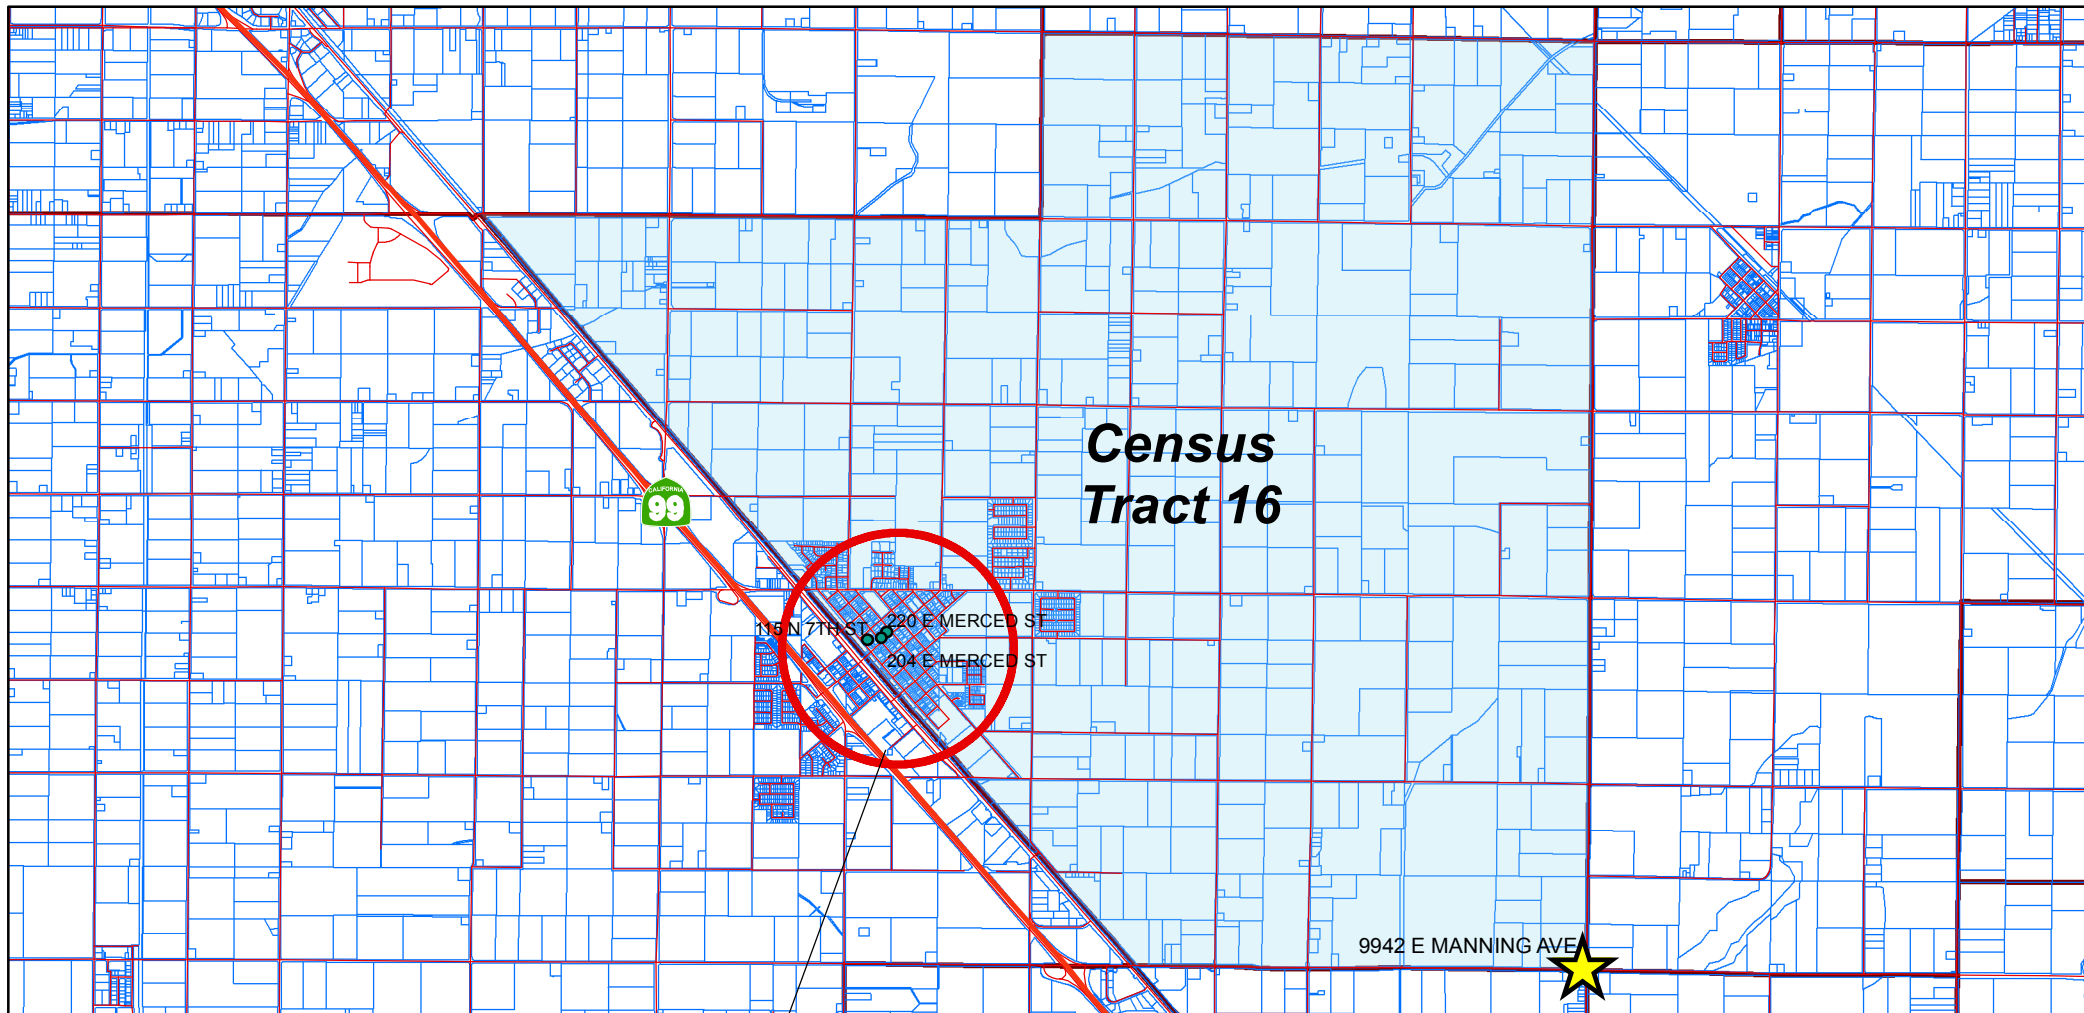 Census
Tract 16
CALIFORNIA
99
115 N 7TH ST
220 E MERCED ST
204 E MERCED ST
9942 E MANNING AVE